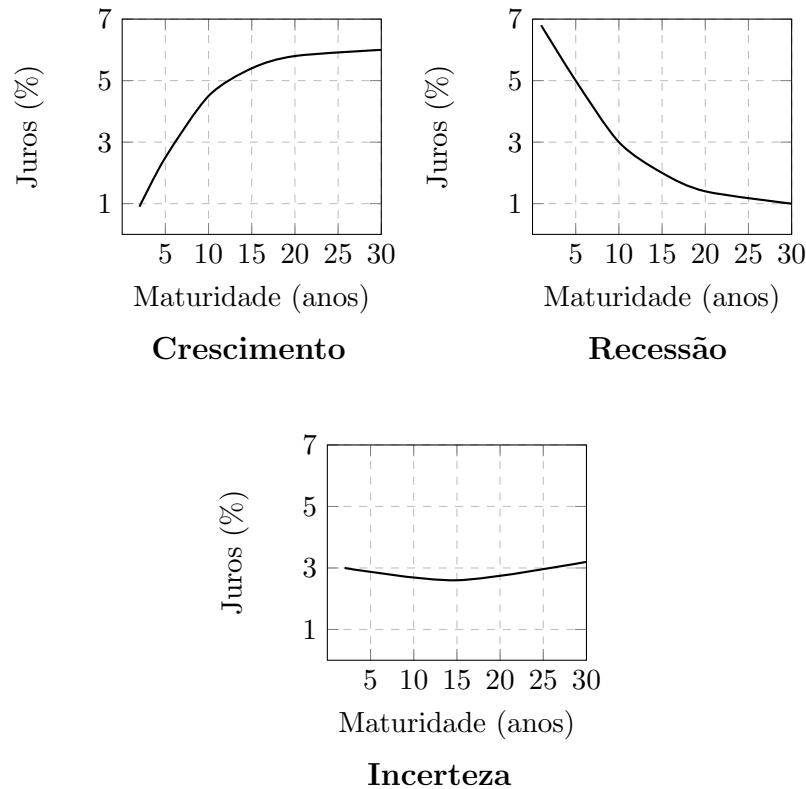 7
5
3
1
Juros (%)
5 10 15 20 25 30
Maturidade (anos)
Crescimento
7
5
3
1
Juros (%)
5 10 15 20 25 30
Maturidade (anos)
Recessão
7
5
3
1
Juros (%)
5 10 15 20 25 30
Maturidade (anos)
Incerteza